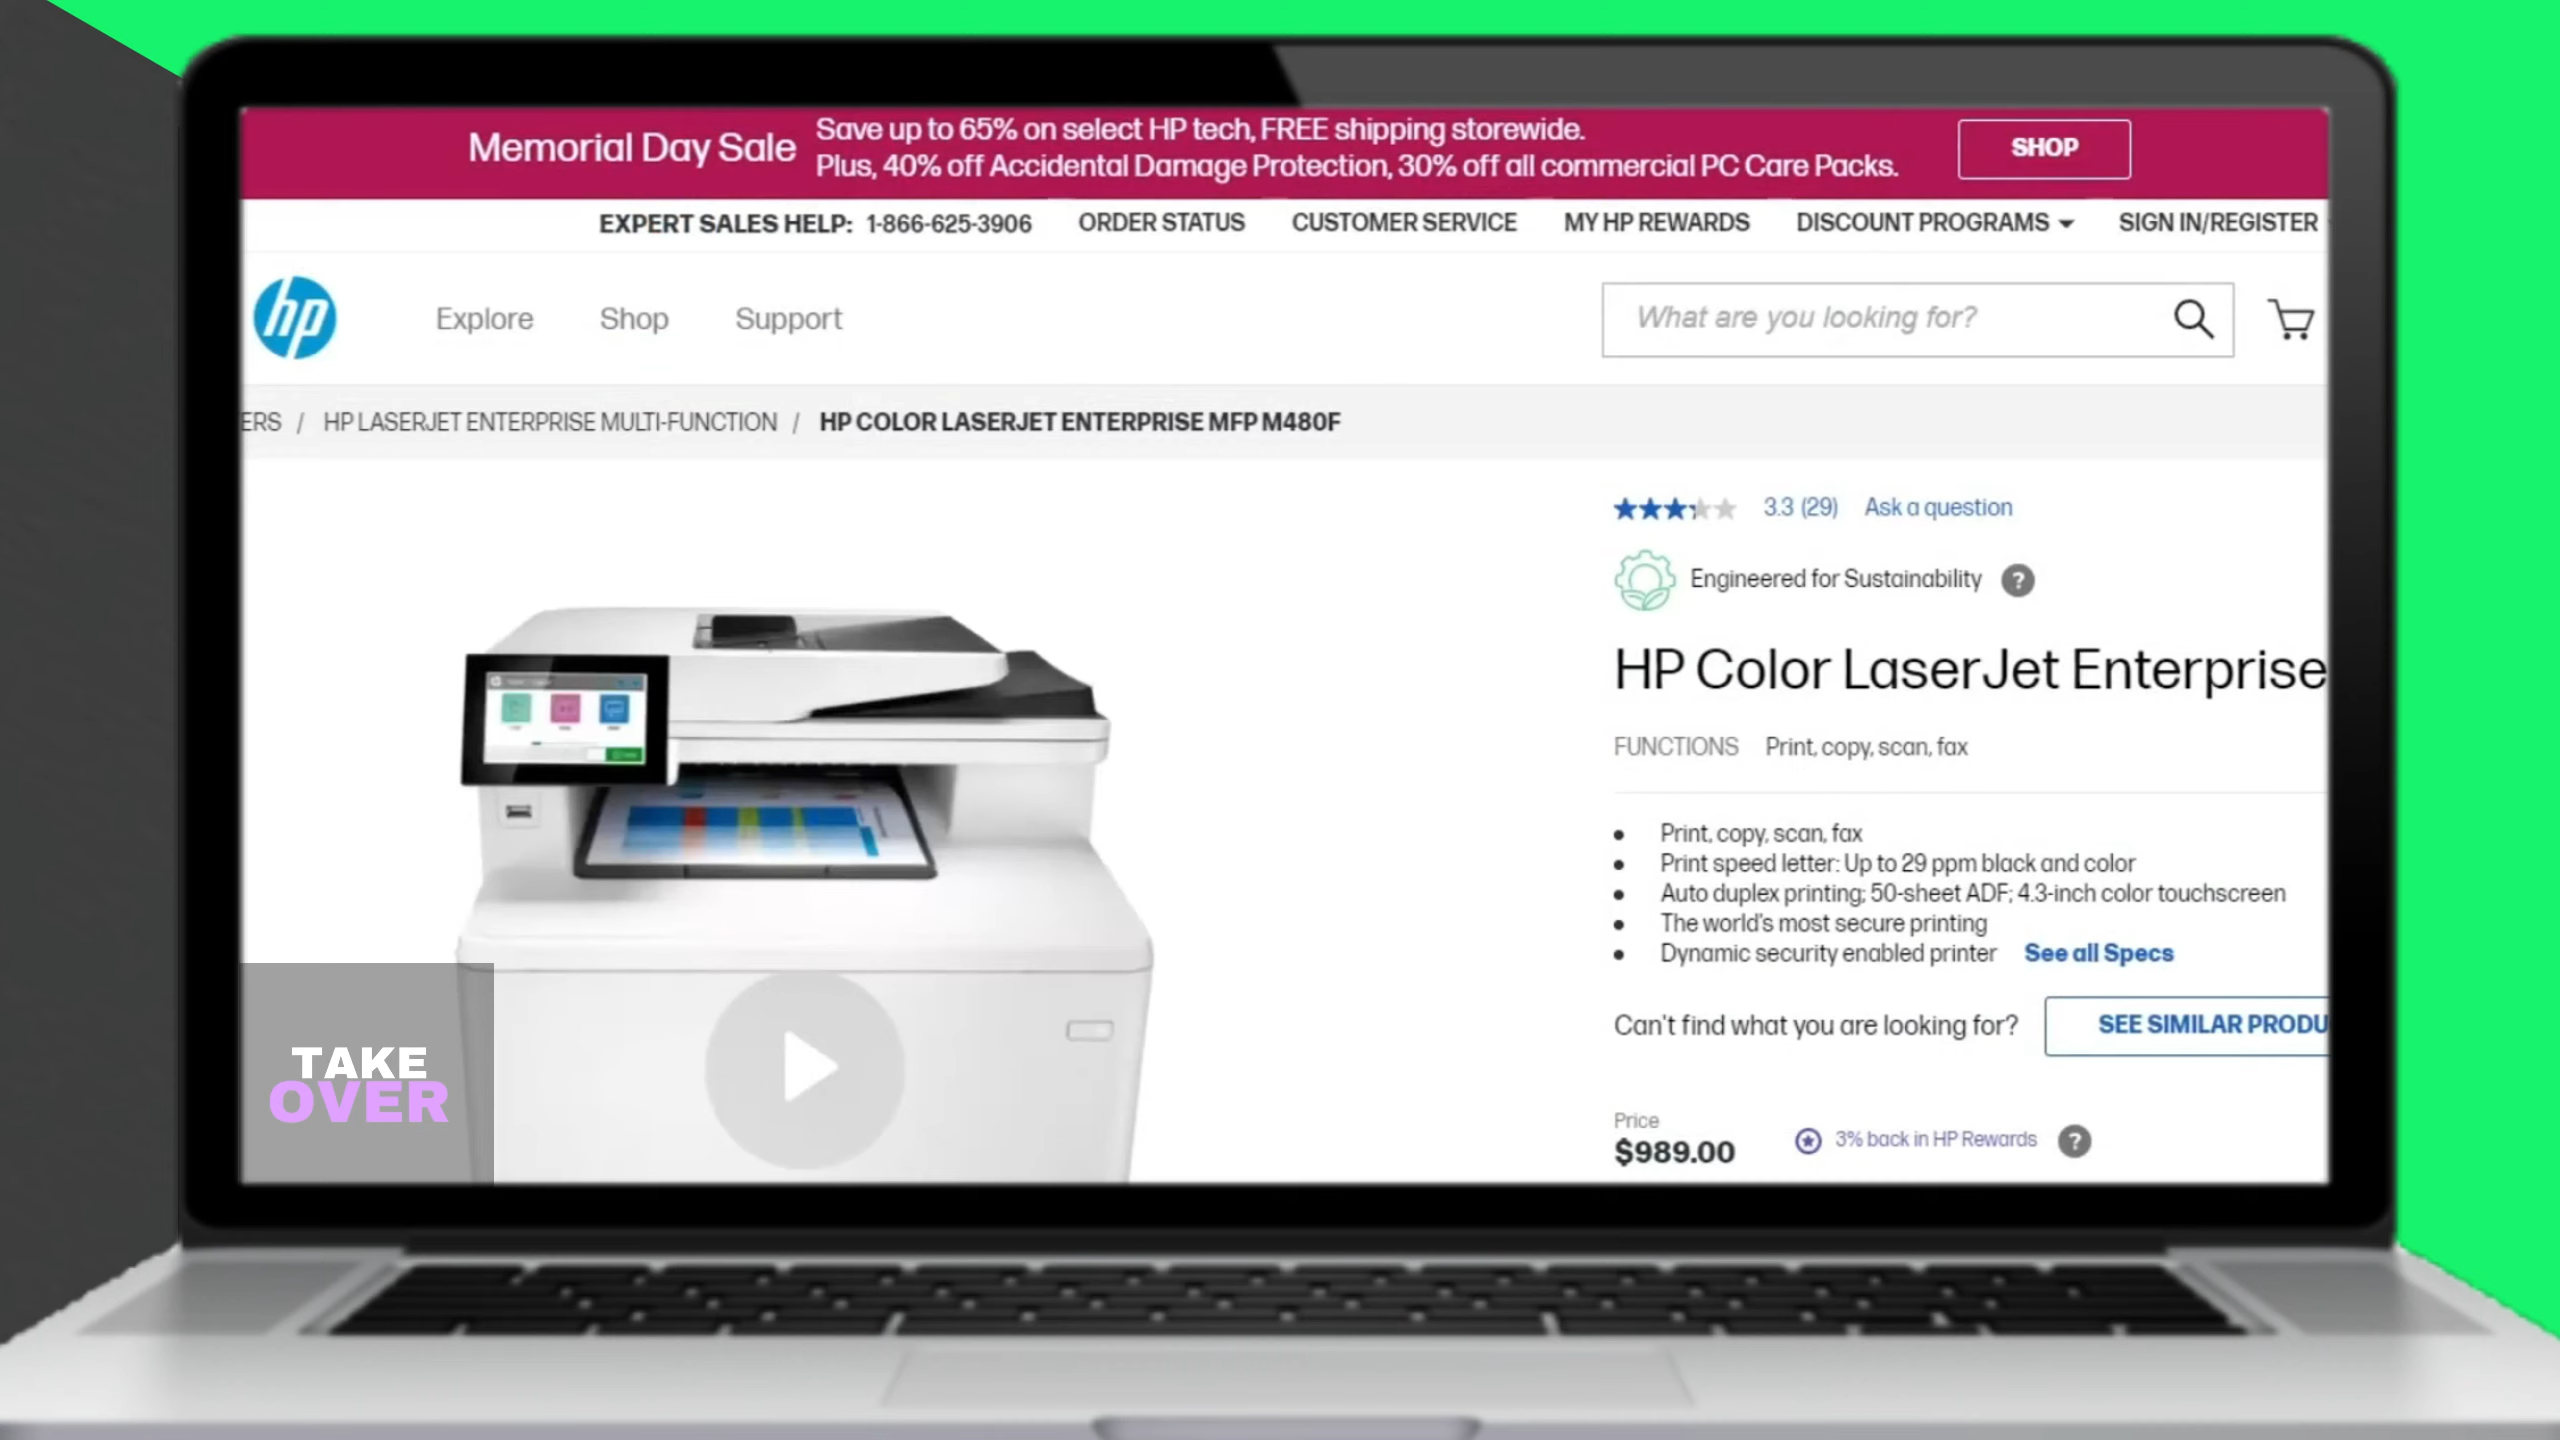 Memorial Day Sale
Save up to 65% on select HP tech, FREE shipping storewide.
Plus, 40% off Accidental Damage Protection, 30% off all commercial PC Care Packs.
SHOP
EXPERT SALES HELP: 1-866-625-3906
ORDER STATUS
CUSTOMER SERVICE
MY HP REWARDS
DISCOUNT PROGRAMS
SIGN IN/REGISTER
hp
Explore
Shop
Support
What are you looking for?
ERS / HP LASERJET ENTERPRISE MULTI-FUNCTION / HP COLOR LASERJET ENTERPRISE MFP M480F
3.3 (29) Ask a question
Engineered for Sustainability ?
HP Color LaserJet Enterprise
FUNCTIONS Print, copy, scan, fax
• Print, copy, scan, fax
• Print speed letter: Up to 29 ppm black and color
• Auto duplex printing; 50-sheet ADF; 4.3-inch color touchscreen
• The world's most secure printing
• Dynamic security enabled printer See all Specs
Can't find what you are looking for?
SEE SIMILAR PRODU
Price
$989.00
3% back in HP Rewards ?
TAKE
OVER